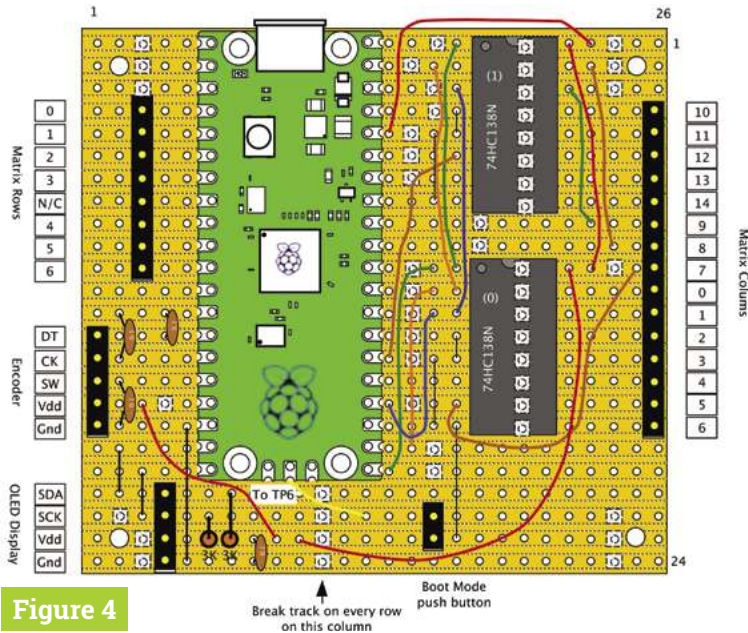 1
26
1
Matrix Rows
0
1
2
3
N/C
4
5
6
Encoder
DT
CK
SW
Vdd
Gnd
OLED Display
SDA
SCK
Vdd
Gnd
(1)
74HC138N
(0)
74HC138N
Matrix Colums
10
11
12
13
14
9
8
7
0
1
2
3
4
5
6
To TP6
3K
3K
24
Boot Mode
push button
Break track on every row
on this column
Figure 4